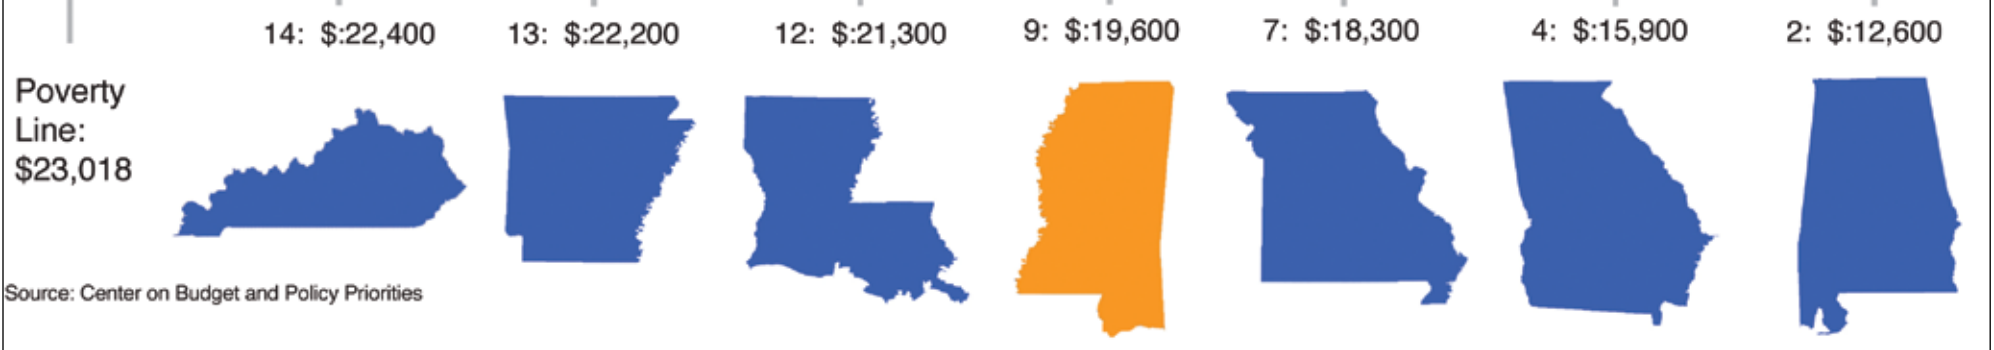 14: $:22,400
13: $:22,200
12: $:21,300
9: $:19,600
7: $:18,300
4: $:15,900
2: $:12,600
Poverty
Line:
$23,018
Source: Center on Budget and Policy Priorities